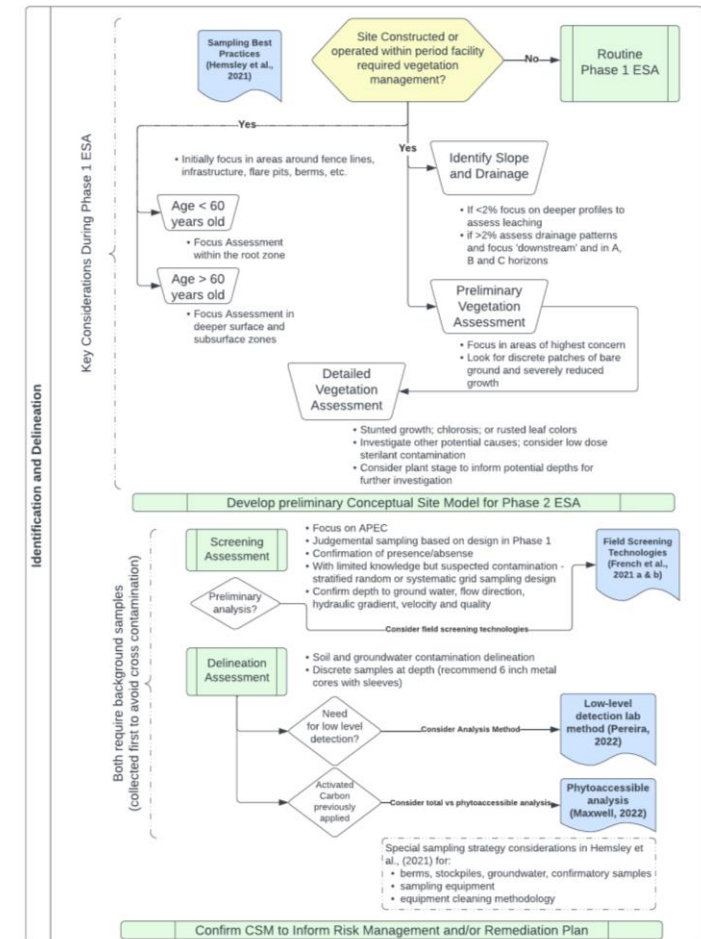 Identification and Delineation
Key Considerations During Phase 1 ESA
Sampling Best
Practices
(Hemsley et al.,
2021)
Site Constructed or
operated within period facility
required vegetation
management?
No
Routine
Phase 1 ESA
Yes
Yes
• Initially focus in areas around fence lines,
infrastructure, flare pits, berms, etc.
Identify Slope
and Drainage
Age < 60
years old
• Focus Assessment
within the root zone
• If <2% focus on deeper profiles to
assess leaching
• if >2% assess drainage patterns
and focus 'downstream' and in A,
B and C horizons
Age > 60
years old
• Focus Assessment in
deeper surface and
subsurface zones
Preliminary
Vegetation
Assessment
• Focus in areas of highest concern
• Look for discrete patches of bare
ground and severely reduced
growth
Detailed
Vegetation
Assessment
• Stunted growth; chlorosis; or rusted leaf colors
• Investigate other potential causes; consider low dose
sterilant contamination
• Consider plant stage to inform potential depths for
further investigation
Develop preliminary Conceptual Site Model for Phase 2 ESA
Both require background samples
(collected first to avoid cross contamination)
Screening
Assessment
• Focus on APEC
• Judgemental sampling based on design in Phase 1
• Confirmation of presence/absense
• With limited knowledge but suspected contamination -
stratified random or systematic grid sampling design
• Confirm depth to ground water, flow direction,
hydraulic gradient, velocity and quality
Field Screening
Technologies
(French et al.,
2021 a & b)
Preliminary
analysis?
Consider field screening technologies
Delineation
Assessment
• Soil and groundwater contamination delineation
• Discrete samples at depth (recommend 6 inch metal
cores with sleeves)
Need
for low level
detection?
Consider Analysis Method
Low-level
detection lab
method (Pereira,
2022)
Activated
Carbon
previously
applied
Consider total vs phytoaccessible analysis
Phytoaccessible
analysis
(Maxwell, 2022)
Special sampling strategy considerations in Hemsley et
al., (2021) for:
• berms, stockpiles, groundwater, confirmatory samples
• sampling equipment
• equipment cleaning methodology
Confirm CSM to Inform Risk Management and/or Remediation Plan